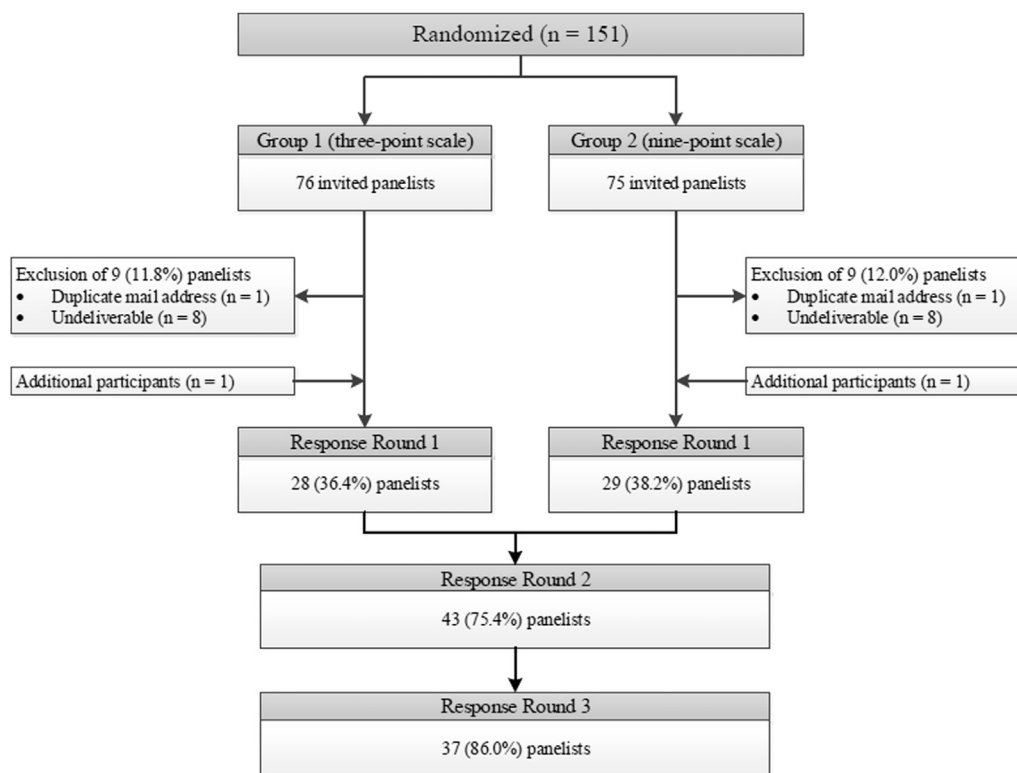 Randomized (n = 151)
Group 1 (three-point scale)
76 invited panelists
Group 2 (nine-point scale)
75 invited panelists
Exclusion of 9 (11.8%) panelists
• Duplicate mail address (n = 1)
• Undeliverable (n = 8)
Exclusion of 9 (12.0%) panelists
• Duplicate mail address (n = 1)
• Undeliverable (n = 8)
Additional participants (n = 1)
Additional participants (n = 1)
Response Round 1
28 (36.4%) panelists
Response Round 1
29 (38.2%) panelists
Response Round 2
43 (75.4%) panelists
Response Round 3
37 (86.0%) panelists